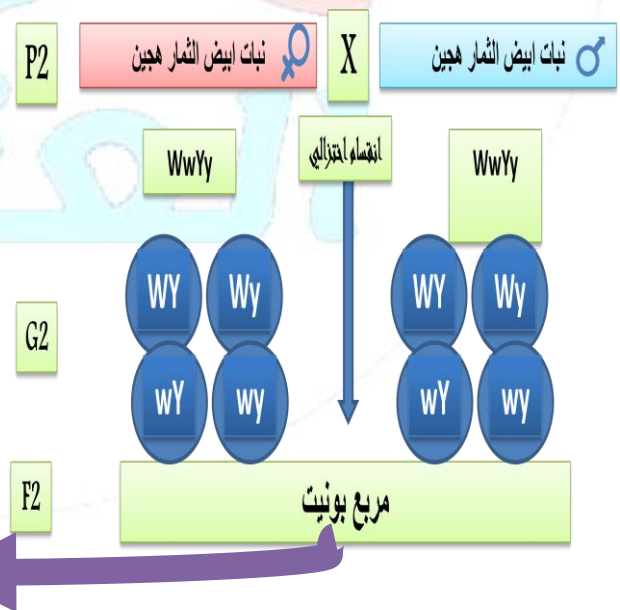 P2
نبات ابيض الثمار هجين
X
نبات ابيض الثمار هجين
WwYy
انقسام اختزالي
WwYy
WY Wy
WY Wy
G2
wY wy
wY wy
F2
مربع بونيت